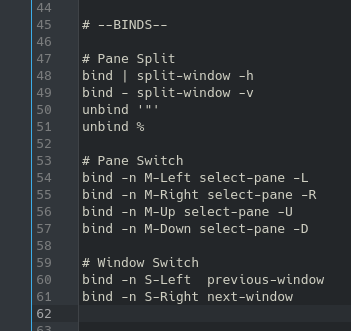 44
45 # --BINDS--
46
47 # Pane Split
48 bind | split-window -h
49 bind - split-window -v
50 unbind '"'
51 unbind %
52
53 # Pane Switch
54 bind -n M-Left select-pane -L
55 bind -n M-Right select-pane -R
56 bind -n M-Up select-pane -U
57 bind -n M-Down select-pane -D
58
59 # Window Switch
60 bind -n S-Left  previous-window
61 bind -n S-Right next-window
62
63